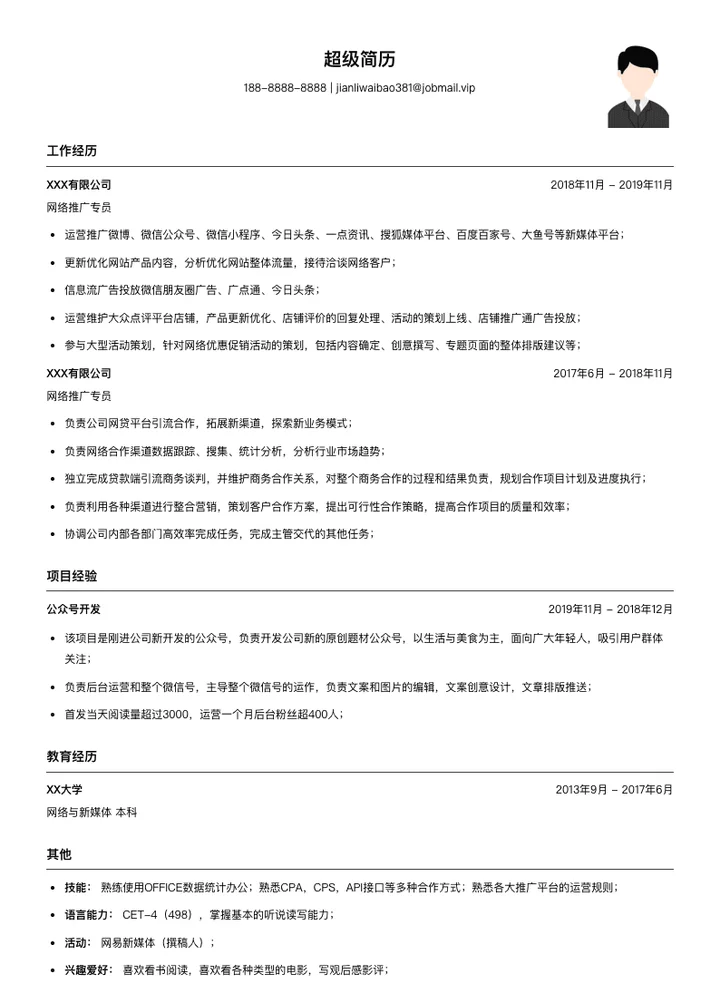 超级简历
188-8888-8888 | jianliwaibao381@jobmail.vip
工作经历
XXX有限公司 2018年11月 – 2019年11月
网络推广专员
• 运营推广微博、微信公众号、微信小程序、今日头条、一点资讯、搜狐媒体平台、百度百家号、大鱼号等新媒体平台；
• 更新优化网站产品内容，分析优化网站整体流量，接待洽谈网络客户；
• 信息流广告投放微信朋友圈广告、广点通、今日头条；
• 运营维护大众点评平台店铺，产品更新优化、店铺评价的回复处理、活动的策划上线、店铺推广通广告投放；
• 参与大型活动策划，针对网络优惠促销活动的策划，包括内容确定、创意撰写、专题页面的整体排版建议等；
XXX有限公司 2017年6月 – 2018年11月
网络推广专员
• 负责公司网贷平台引流合作，拓展新渠道，探索新业务模式；
• 负责网络合作渠道数据跟踪、搜集、统计分析，分析行业市场趋势；
• 独立完成贷款端引流商务谈判，并维护商务合作关系，对整个商务合作的过程和结果负责，规划合作项目计划及进度执行；
• 负责利用各种渠道进行整合营销，策划客户合作方案，提出可行性合作策略，提高合作项目的质量和效率；
• 协调公司内部各部门高效率完成任务，完成主管交代的其他任务；
项目经验
公众号开发 2019年11月 – 2018年12月
• 该项目是刚进公司新开发的公众号，负责开发公司新的原创题材公众号，以生活与美食为主，面向广大年轻人，吸引用户群体
关注；
• 负责后台运营和整个微信号，主导整个微信号的运作，负责文案和图片的编辑，文案创意设计，文章排版推送；
• 首发当天阅读量超过3000，运营一个月后台粉丝超400人；
教育经历
XX大学 2013年9月 – 2017年6月
网络与新媒体 本科
其他
• 技能： 熟练使用OFFICE数据统计办公；熟悉CPA，CPS，API接口等多种合作方式；熟悉各大推广平台的运营规则；
• 语言能力： CET-4（498），掌握基本的听说读写能力；
• 活动： 网易新媒体（撰稿人）；
• 兴趣爱好： 喜欢看书阅读，喜欢看各种类型的电影，写观后感影评；